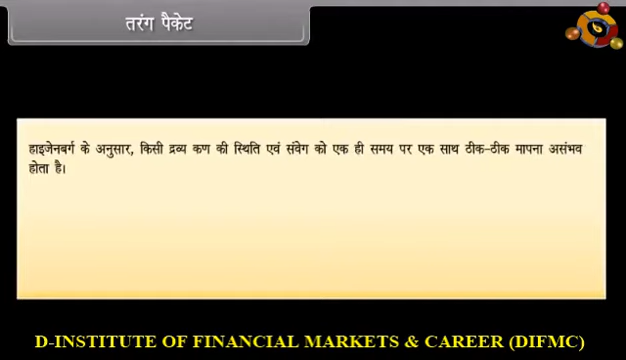 तरंग पैकेट
हाइजेनबर्ग के अनुसार, किसी द्रव्य कण की स्थिति एवं संवेग को एक ही समय पर एक साथ ठीक-ठीक मापना असंभव
होता है।
D-INSTITUTE OF FINANCIAL MARKETS & CAREER (DIFMC)